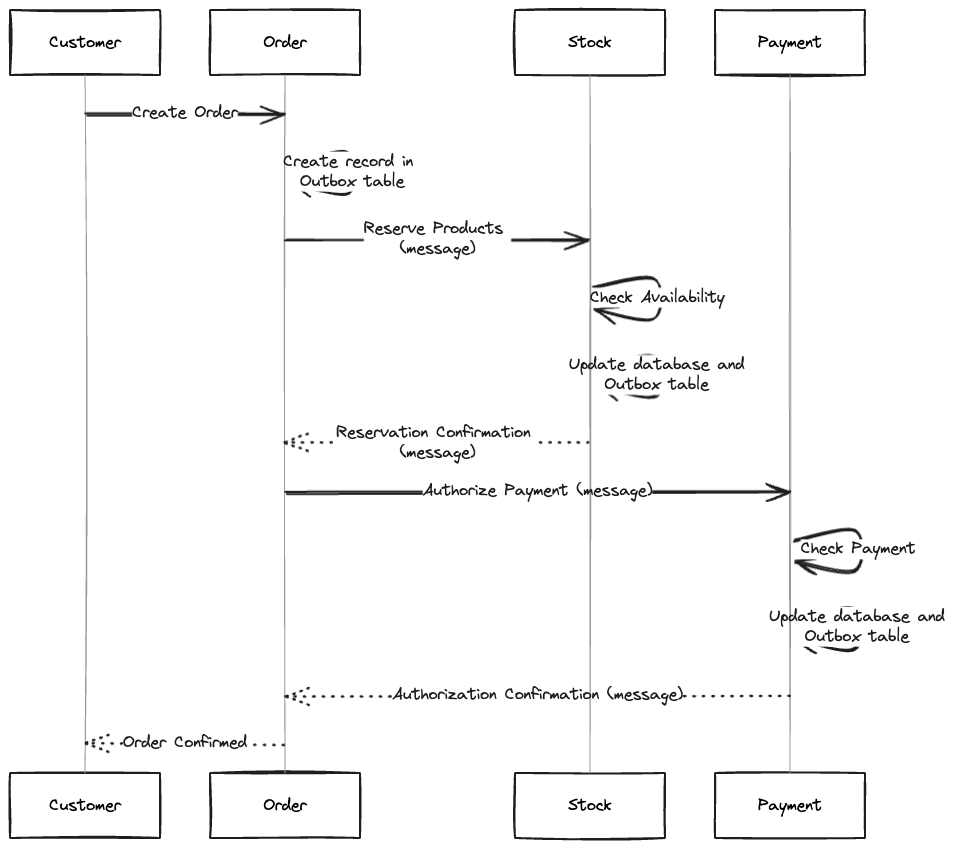 Customer
Order
Stock
Payment
Create Order
Create record in
Outbox table
Reserve Products
(message)
Check Availability
Update database and
Outbox table
Reservation Confirmation
(message)
Authorize Payment (message)
Check Payment
Update database and
Outbox table
Authorization Confirmation (message)
Order Confirmed
Customer
Order
Stock
Payment